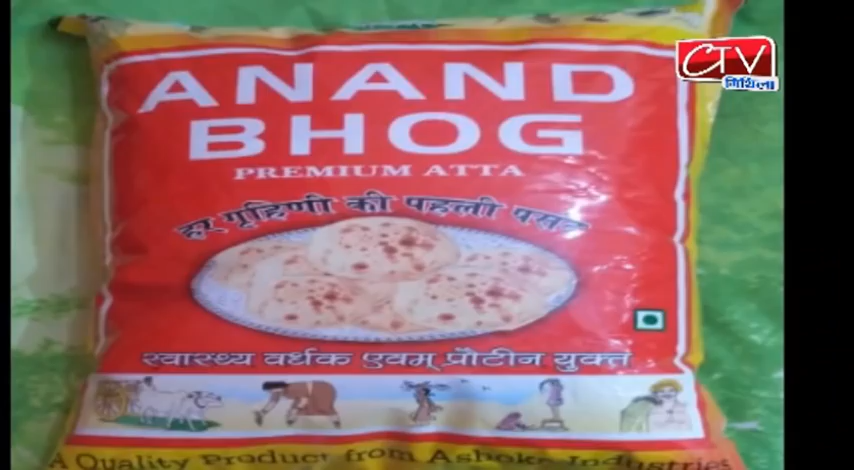 CTV
मिथिला
ANAND
BHOG
PREMIUM ATTA
हर गृहिणी की पहली पसन्द
स्वास्थ्य वर्धक एवम् प्रौटीन युक्त
A Quality Product from Ashoka Industries